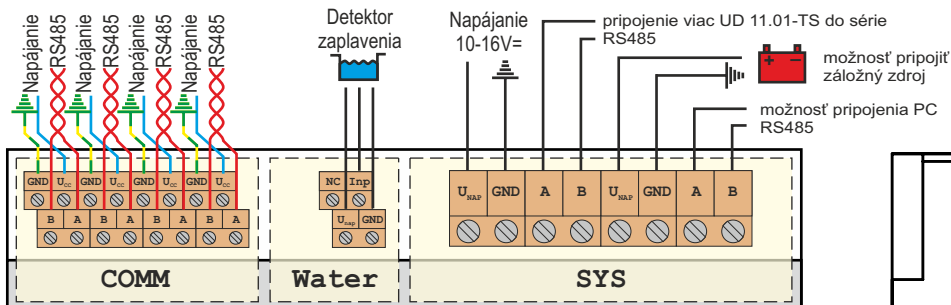 Napájanie
RS485
Napájanie
RS485
Napájanie
RS485
Napájanie
RS485
Detektor
zaplavenia
Napájanie
10-16V=
pripojenie viac UD 11.01-TS do série
RS485
možnosť pripojiť
záložný zdroj
možnosť pripojenia PC
RS485
GND Ucc GND Ucc GND Ucc GND Ucc
B A B A B A B A
COMM
NC Inp
Unap GND
Water
UNAP GND A B UNAP GND A B
SYS